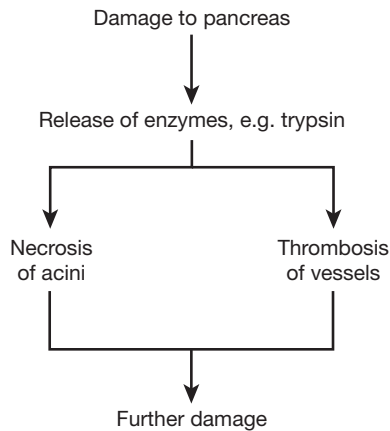 Damage to pancreas
Release of enzymes, e.g. trypsin
Necrosis
of acini
Thrombosis
of vessels
Further damage